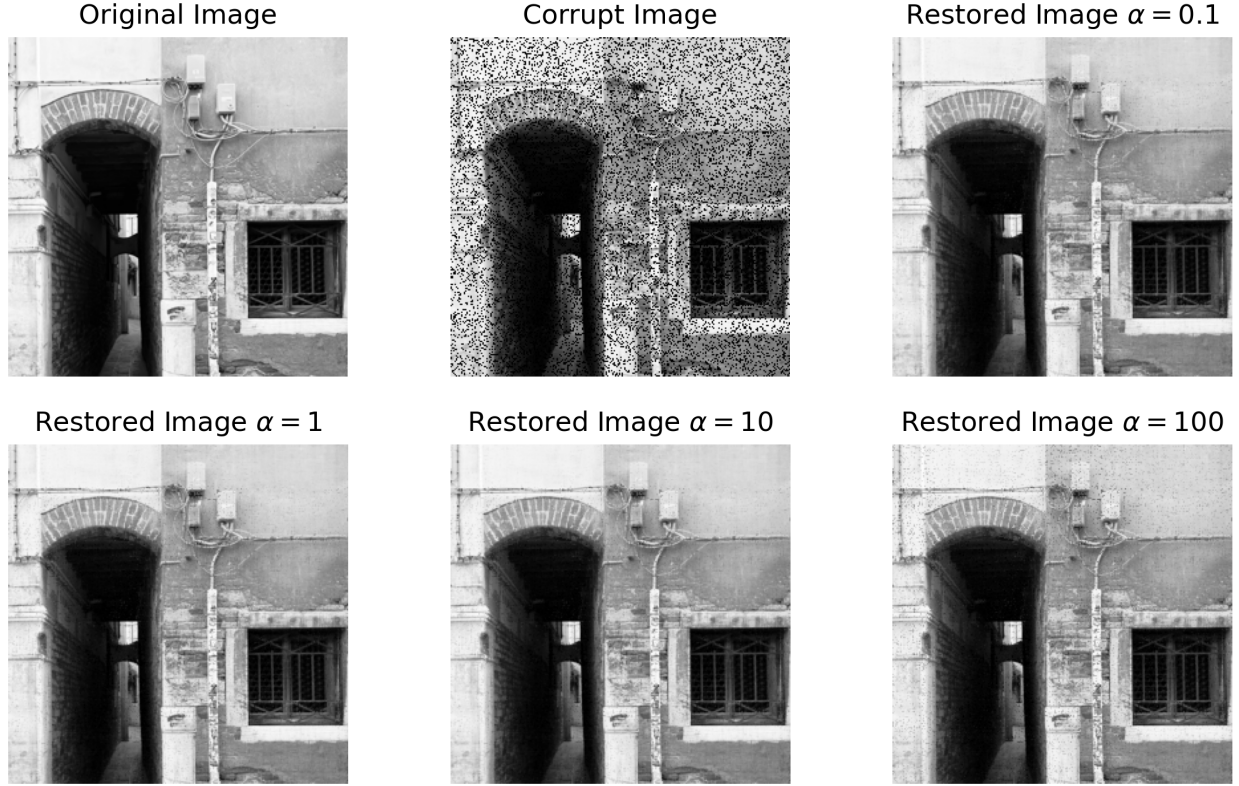 Original Image
Corrupt Image
Restored Image α = 0.1
Restored Image α = 1
Restored Image α = 10
Restored Image α = 100